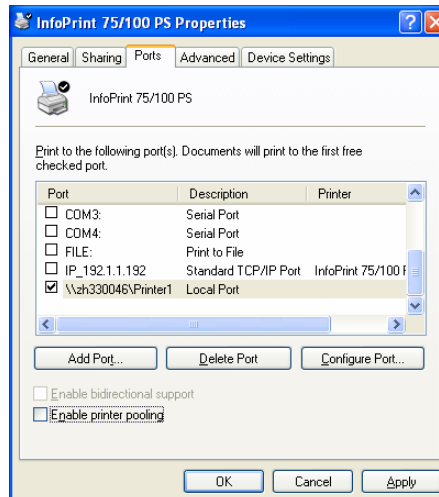 InfoPrint 75/100 PS Properties
General Sharing Ports Advanced Device Settings
InfoPrint 75/100 PS
Print to the following port(s). Documents will print to the first free
checked port.
Port Description Printer
COM3: Serial Port
COM4: Serial Port
FILE: Print to File
IP_192.1.1.192 Standard TCP/IP Port InfoPrint 75/100 F
\\zh330046\Printer1 Local Port
Add Port... Delete Port Configure Port...
Enable bidirectional support
Enable printer pooling
OK Cancel Apply